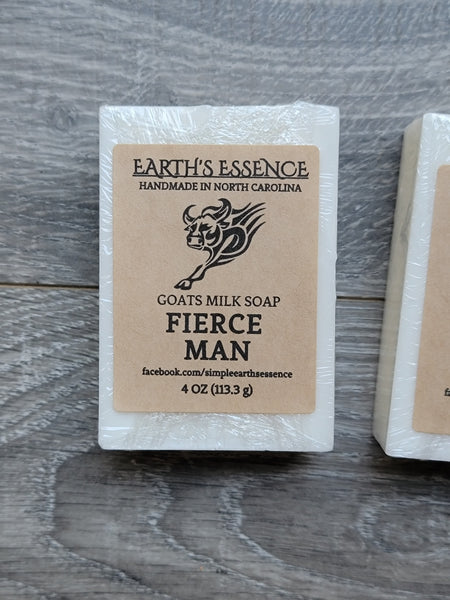 EARTH'S ESSENCE
HANDMADE IN NORTH CAROLINA
GOATS MILK SOAP
FIERCE
MAN
facebook.com/simpleearthsessence
4 OZ (113.3 g)